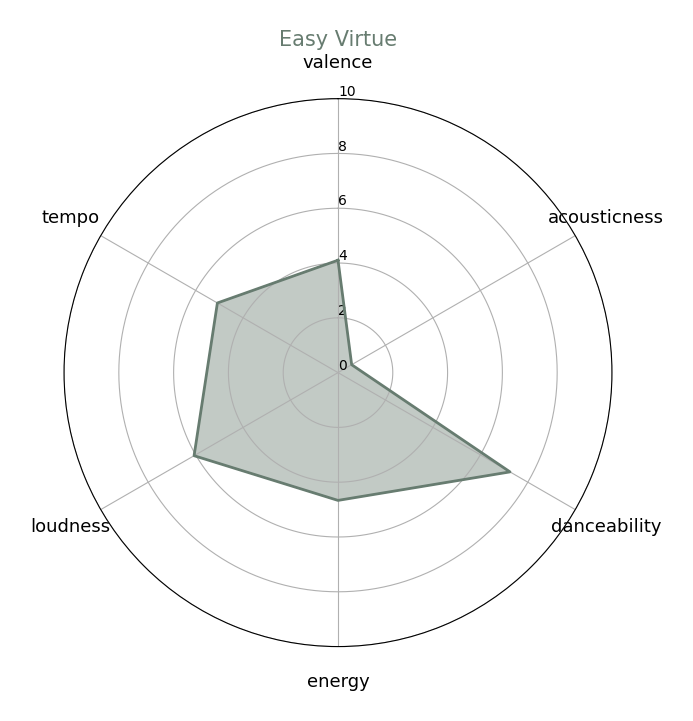 Easy Virtue
valence
10
8
tempo
6
acousticness
4
2
0
loudness
danceability
energy